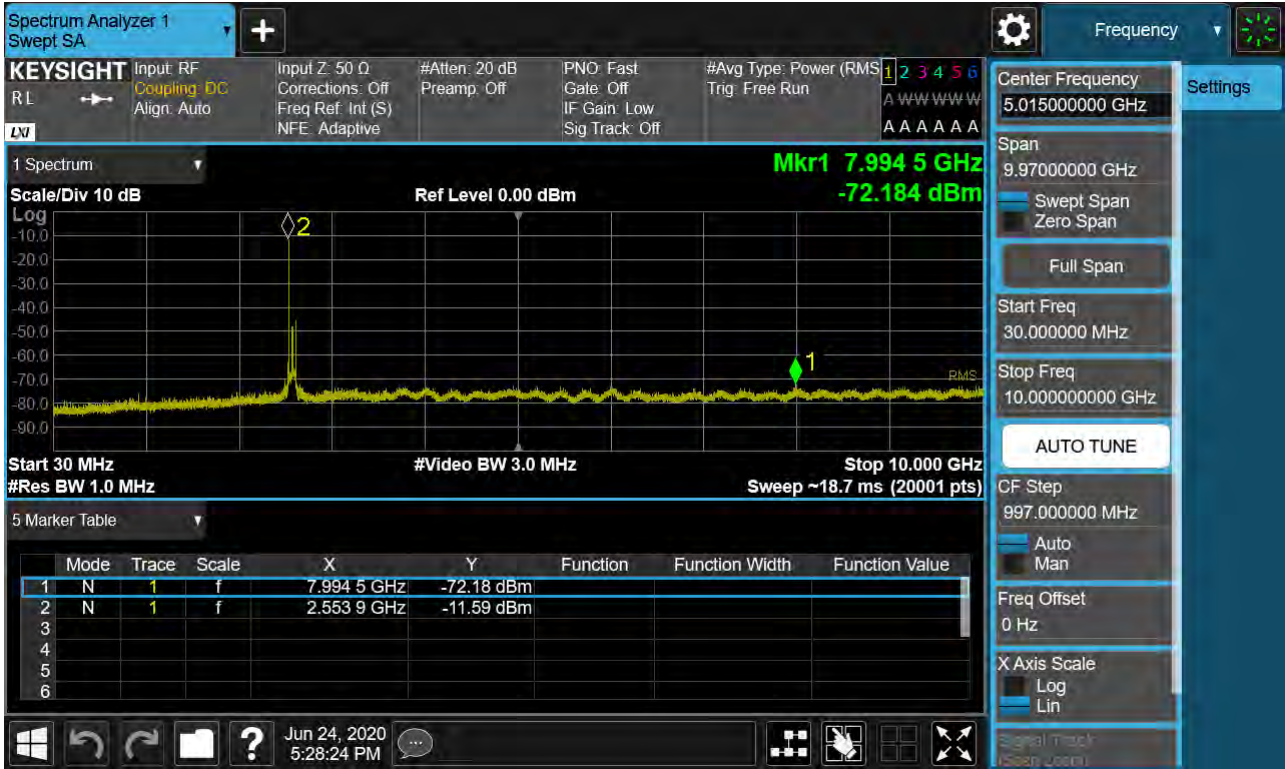 Spectrum Analyzer 1
Swept SA
+
Frequency
KEYSIGHT
RL
LXI
Input: RF
Coupling: DC
Align: Auto
Input Z: 50 Ω
Corrections: Off
Freq Ref: Int (S)
NFE: Adaptive
#Atten: 20 dB
Preamp: Off
PNO: Fast
Gate: Off
IF Gain: Low
Sig Track: Off
#Avg Type: Power (RMS
Trig: Free Run
1 2 3 4 5 6
A W W W W W
A A A A A A
1 Spectrum
Scale/Div 10 dB
Ref Level 0.00 dBm
Mkr1 7.994 5 GHz
-72.184 dBm
Log
-10.0
-20.0
-30.0
-40.0
-50.0
-60.0
-70.0
-80.0
-90.0
2
1
RMS
Start 30 MHz
#Video BW 3.0 MHz
Stop 10.000 GHz
#Res BW 1.0 MHz
Sweep ~18.7 ms (20001 pts)
5 Marker Table
Mode Trace Scale X Y Function Function Width Function Value
1 N 1 f 7.994 5 GHz -72.18 dBm
2 N 1 f 2.553 9 GHz -11.59 dBm
3
4
5
6
?
Jun 24, 2020
5:28:24 PM
Center Frequency
5.015000000 GHz
Settings
Span
9.97000000 GHz
Swept Span
Zero Span
Full Span
Start Freq
30.000000 MHz
Stop Freq
10.000000000 GHz
AUTO TUNE
CF Step
997.000000 MHz
Auto
Man
Freq Offset
0 Hz
X Axis Scale
Log
Lin
Signal Track
(Span Zoom)